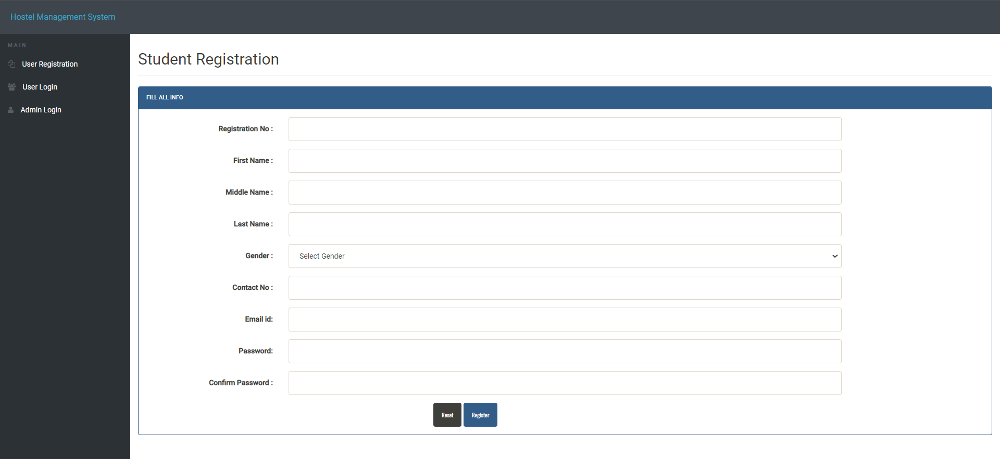 Hostel Management System
MAIN
User Registration
User Login
Admin Login
Student Registration
FILL ALL INFO
Registration No :
First Name :
Middle Name :
Last Name :
Gender :
Select Gender
Contact No :
Email id:
Password:
Confirm Password :
Reset
Register